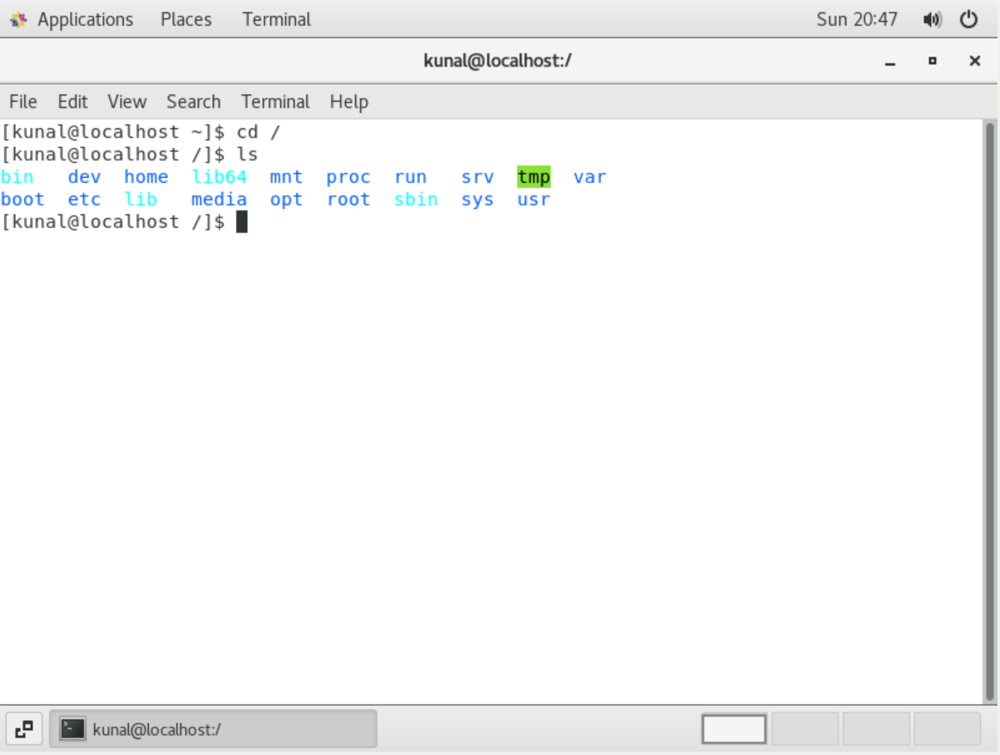 Applications Places Terminal Sun 20:47
kunal@localhost:/
File Edit View Search Terminal Help
[kunal@localhost ~]$ cd /
[kunal@localhost /]$ ls
bin dev home lib64 mnt proc run srv tmp var
boot etc lib media opt root sbin sys usr
[kunal@localhost /]$
kunal@localhost:/